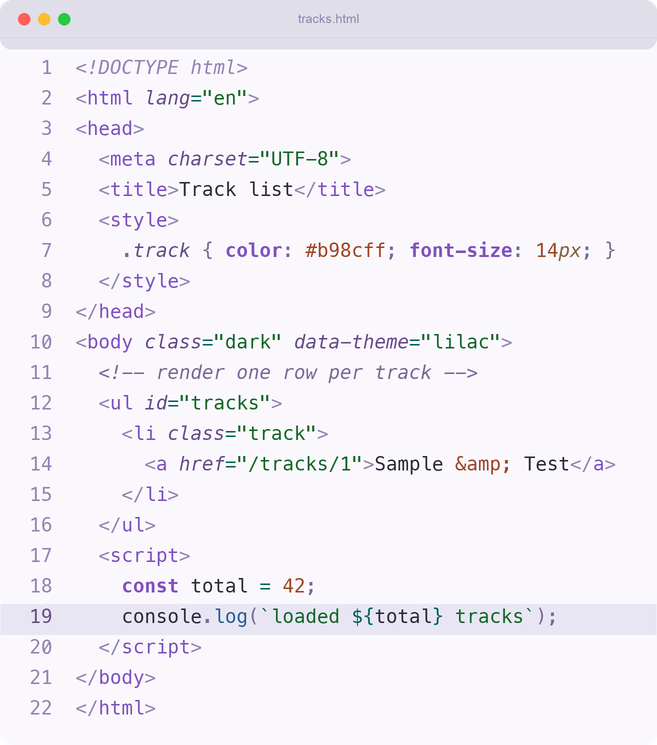 tracks.html
1 <!DOCTYPE html>
2 <html lang="en">
3 <head>
4   <meta charset="UTF-8">
5   <title>Track list</title>
6   <style>
7     .track { color: #b98cff; font-size: 14px; }
8   </style>
9 </head>
10 <body class="dark" data-theme="lilac">
11   <!-- render one row per track -->
12   <ul id="tracks">
13     <li class="track">
14       <a href="/tracks/1">Sample &amp; Test</a>
15     </li>
16   </ul>
17   <script>
18     const total = 42;
19     console.log(`loaded ${total} tracks`);
20   </script>
21 </body>
22 </html>